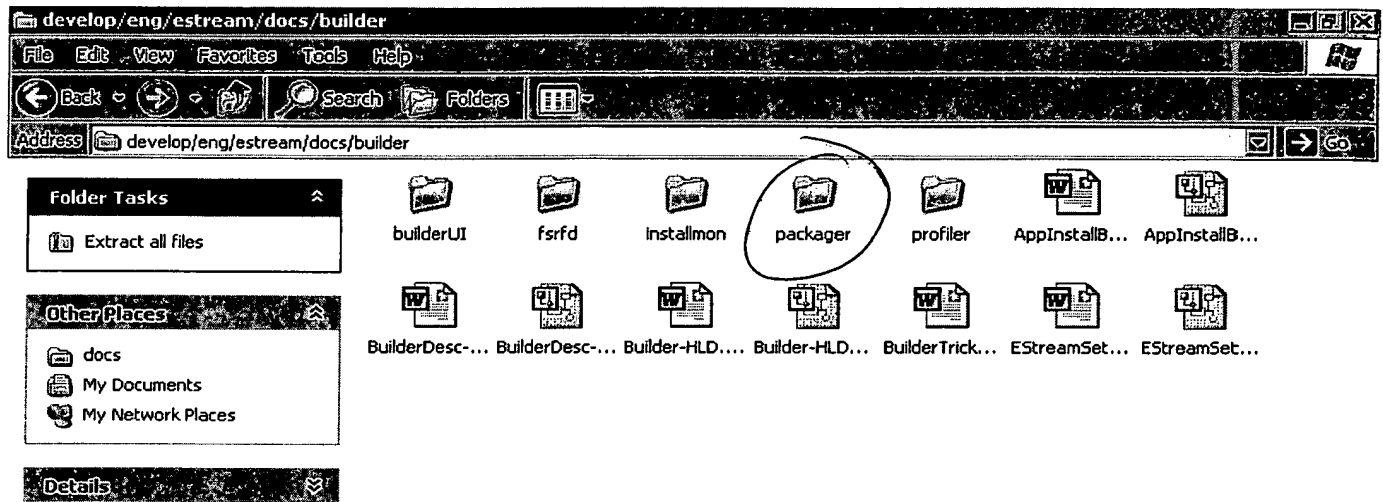 develop/eng/estream/docs/builder
File Edit View Favorites Tools Help
Back Search Folders
Address develop/eng/estream/docs/builder Go
Folder Tasks
Extract all files
Other Places
docs
My Documents
My Network Places
Details
builderUI fsrfd installmon packager profiler AppInstallB... AppInstallB...
BuilderDesc-... BuilderDesc-... Builder-HLD.... Builder-HLD... BuilderTrick... EStreamSet... EStreamSet...